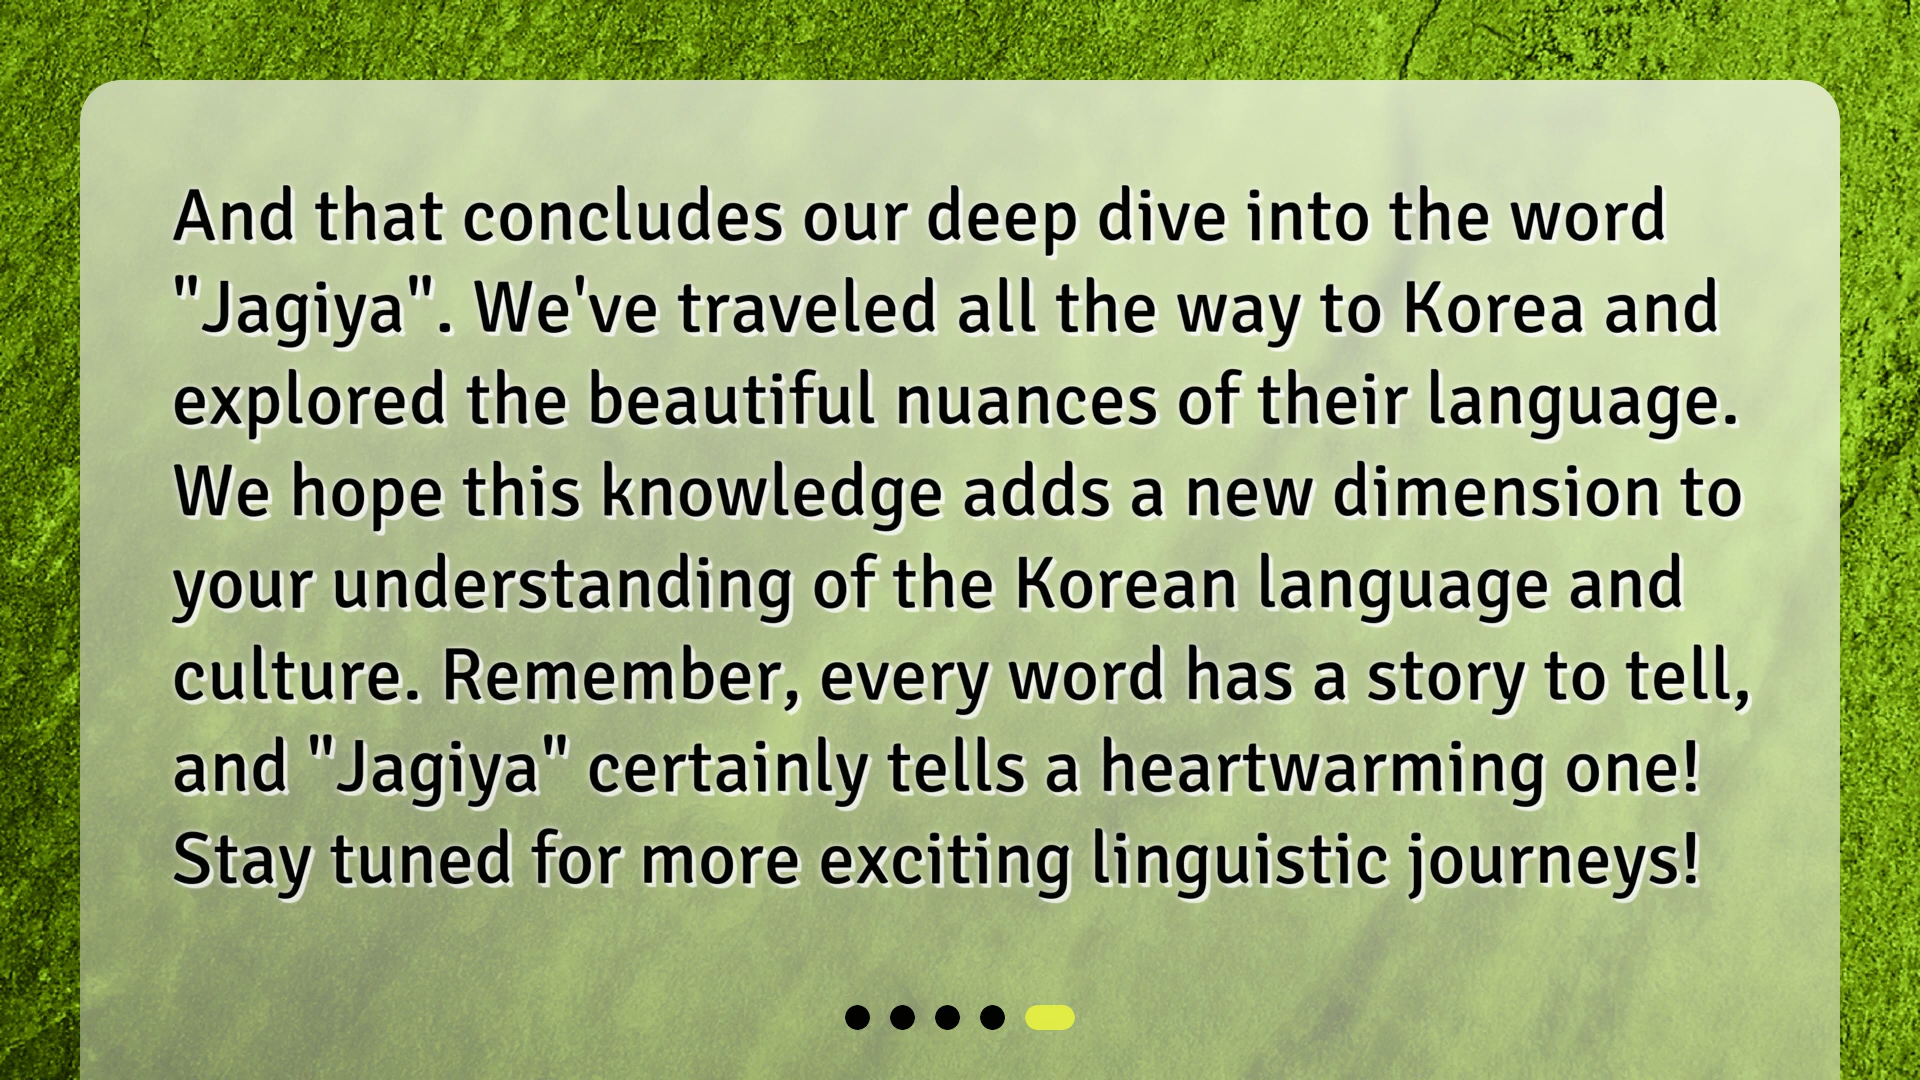 And that concludes our deep dive into the word
"Jagiya". We've traveled all the way to Korea and
explored the beautiful nuances of their language.
We hope this knowledge adds a new dimension to
your understanding of the Korean language and
culture. Remember, every word has a story to tell,
and "Jagiya" certainly tells a heartwarming one!
Stay tuned for more exciting linguistic journeys!